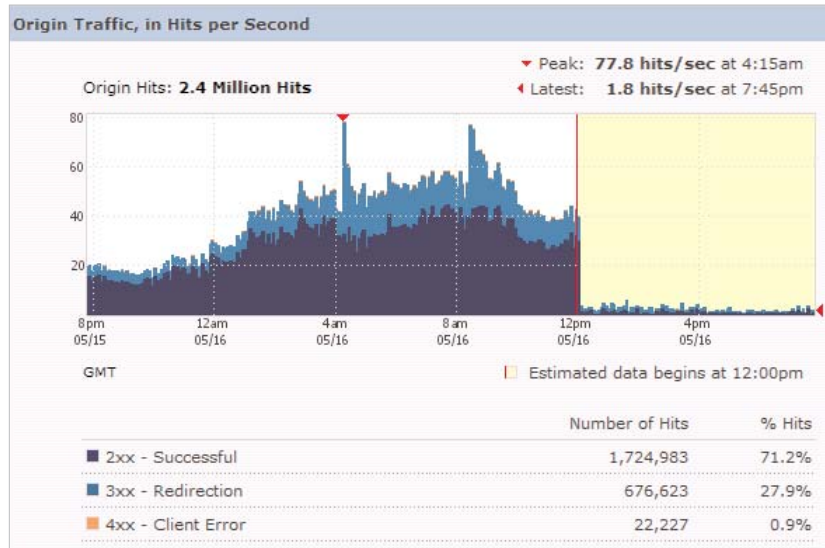 Origin Traffic, in Hits per Second
Peak: 77.8 hits/sec at 4:15am
Origin Hits: 2.4 Million Hits
Latest: 1.8 hits/sec at 7:45pm
80
60
40
20
8pm 12am 4am 8am 12pm 4pm
05/15 05/16 05/16 05/16 05/16 05/16
GMT
Estimated data begins at 12:00pm
Number of Hits % Hits
2xx - Successful 1,724,983 71.2%
3xx - Redirection 676,623 27.9%
4xx - Client Error 22,227 0.9%